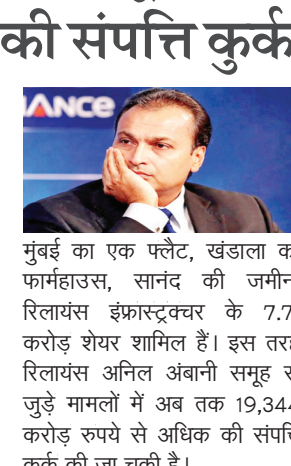 की संपत्ति कुर्क
ANCE
मुंबई का एक फ्लैट, खंडाला
फार्महाउस, सानंद की जमीन
रिलायंस इंफ्रास्ट्रक्चर के 7.7
करोड़ शेयर शामिल हैं। इस तरह
रिलायंस अनिल अंबानी समूह
जुड़े मामलों में अब तक 19,344
करोड़ रुपये से अधिक की संपत्ति
कुर्क की जा चुकी है।